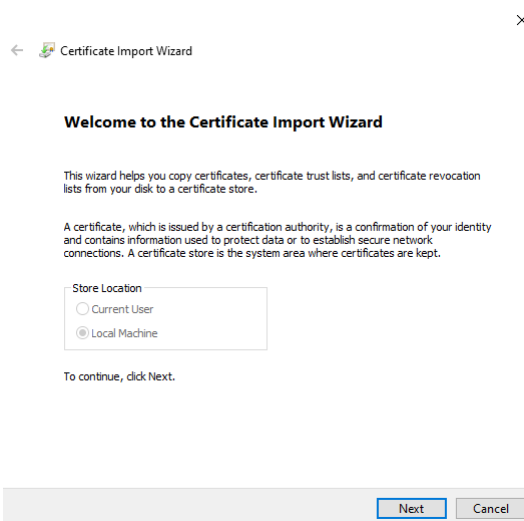 Certificate Import Wizard
Welcome to the Certificate Import Wizard
This wizard helps you copy certificates, certificate trust lists, and certificate revocation
lists from your disk to a certificate store.
A certificate, which is issued by a certification authority, is a confirmation of your identity
and contains information used to protect data or to establish secure network
connections. A certificate store is the system area where certificates are kept.
Store Location
Current User
Local Machine
To continue, click Next.
Next Cancel